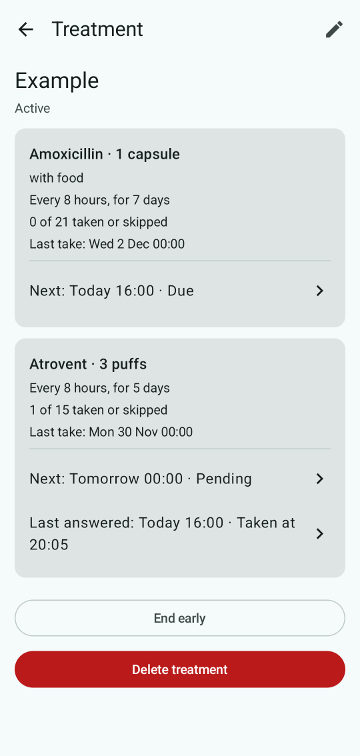 Treatment
Example
Active
Amoxicillin · 1 capsule
with food
Every 8 hours, for 7 days
0 of 21 taken or skipped
Last take: Wed 2 Dec 00:00
Next: Today 16:00 · Due
Atrovent · 3 puffs
Every 8 hours, for 5 days
1 of 15 taken or skipped
Last take: Mon 30 Nov 00:00
Next: Tomorrow 00:00 · Pending
Last answered: Today 16:00 · Taken at
20:05
End early
Delete treatment